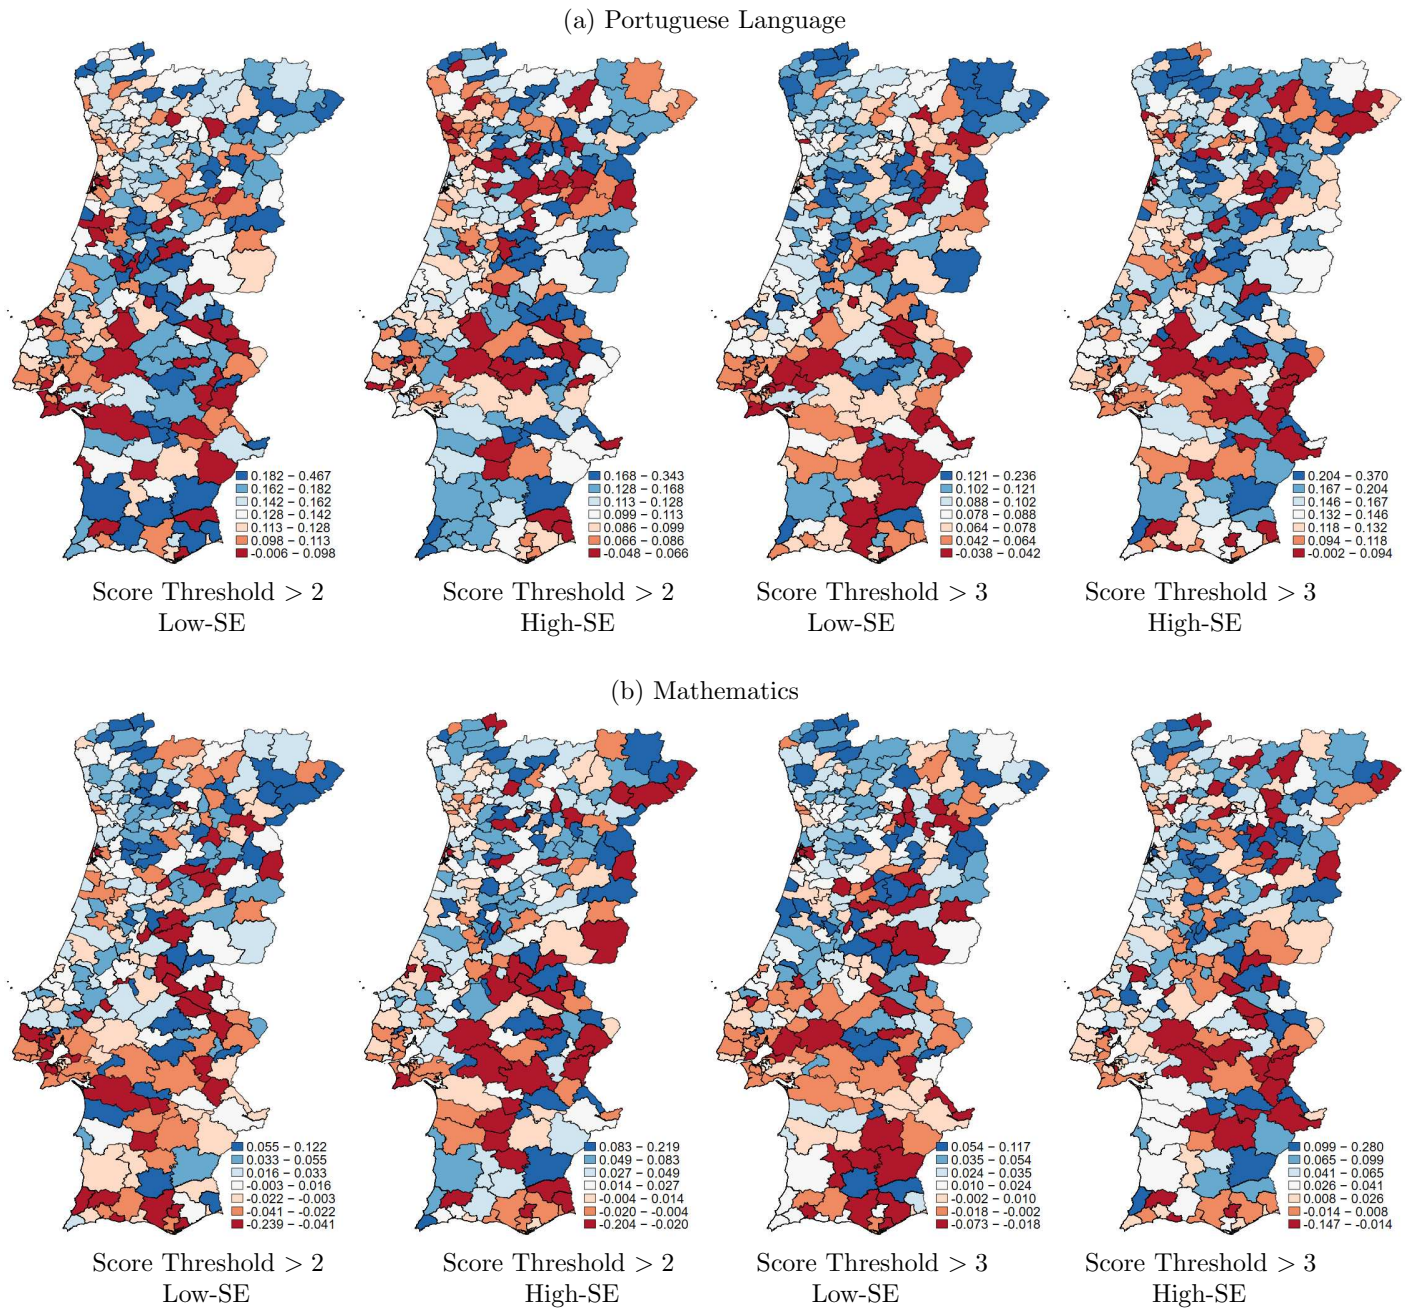 (a) Portuguese Language
0.182 − 0.467
0.162 − 0.182
0.142 − 0.162
0.128 − 0.142
0.113 − 0.128
0.098 − 0.113
-0.006 − 0.098
0.168 − 0.343
0.128 − 0.168
0.113 − 0.128
0.099 − 0.113
0.086 − 0.099
0.066 − 0.086
-0.048 − 0.066
0.121 − 0.236
0.102 − 0.121
0.088 − 0.102
0.078 − 0.088
0.064 − 0.078
0.042 − 0.064
-0.038 − 0.042
0.204 − 0.370
0.167 − 0.204
0.146 − 0.167
0.132 − 0.146
0.118 − 0.132
0.094 − 0.118
-0.002 − 0.094
Score Threshold > 2
Low-SE
Score Threshold > 2
High-SE
Score Threshold > 3
Low-SE
Score Threshold > 3
High-SE
(b) Mathematics
0.055 − 0.122
0.033 − 0.055
0.016 − 0.033
-0.003 − 0.016
-0.022 − -0.003
-0.041 − -0.022
-0.239 − -0.041
0.083 − 0.219
0.049 − 0.083
0.027 − 0.049
0.014 − 0.027
-0.004 − 0.014
-0.020 − -0.004
-0.204 − -0.020
0.054 − 0.117
0.035 − 0.054
0.024 − 0.035
0.010 − 0.024
-0.002 − 0.010
-0.018 − -0.002
-0.073 − -0.018
0.099 − 0.280
0.065 − 0.099
0.041 − 0.065
0.026 − 0.041
0.008 − 0.026
-0.014 − 0.008
-0.147 − -0.014
Score Threshold > 2
Low-SE
Score Threshold > 2
High-SE
Score Threshold > 3
Low-SE
Score Threshold > 3
High-SE